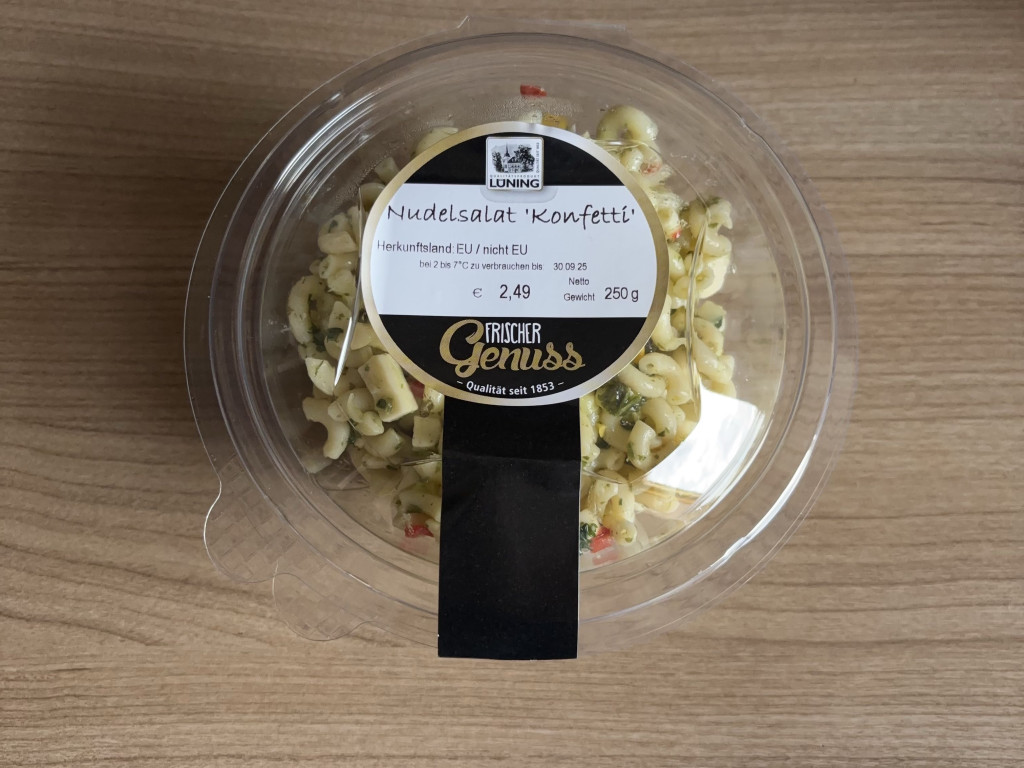 QUALITÄTSPRODUKT
LÜNING
Nudelsalat 'Konfetti'
Herkunftsland: EU / nicht EU
bei 2 bis 7°C zu verbrauchen bis 30.09.25
Netto
€ 2,49 Gewicht 250 g
FRISCHER
Genuss
– Qualität seit 1853 –